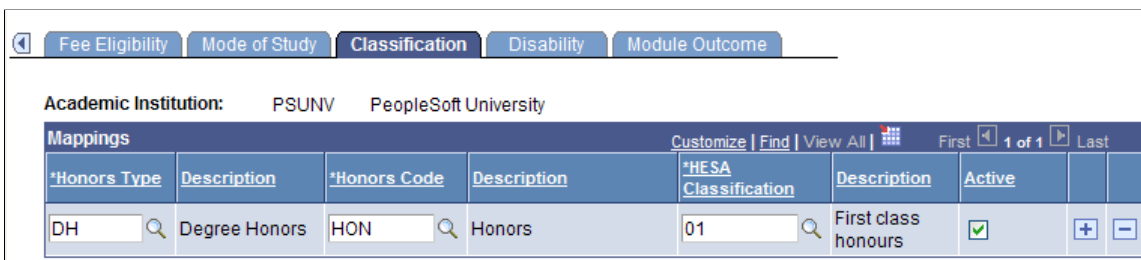 Fee Eligibility Mode of Study Classification Disability Module Outcome
Academic Institution: PSUNV PeopleSoft University
Mappings Customize | Find | View All | First 1 of 1 Last
*Honors Type Description *Honors Code Description *HESA Classification Description Active
DH Degree Honors HON Honors 01 First class honours